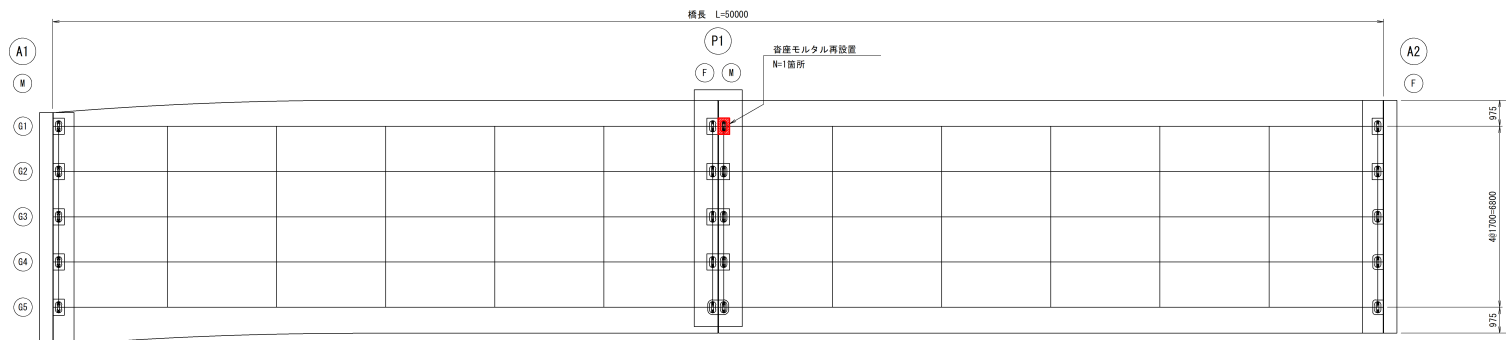 橋長 L=50000
A1
P1
A2
沓座モルタル再設置
N=1箇所
M
F
M
F
G1
G2
G3
G4
G5
975
4@1700=6800
975